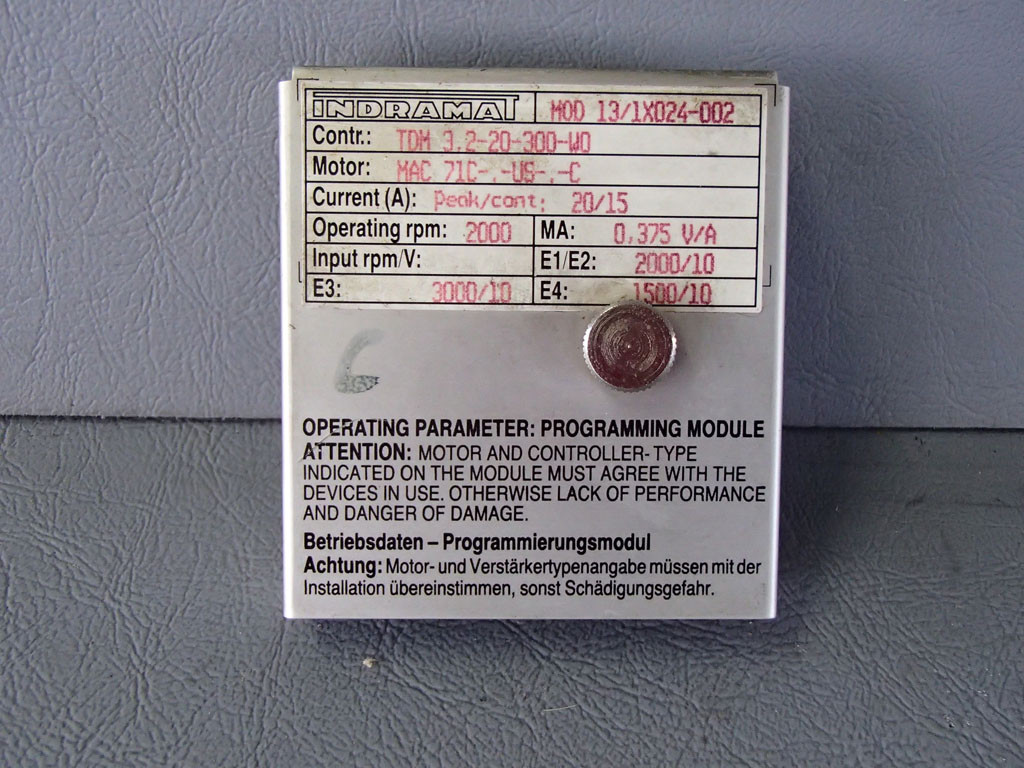 INDRAMAT MOD 13/1X024-002
Contr.: TDM 3.2-20-300-W0
Motor: MAC 71C-.-US-.-C
Current (A): Peak/cont: 20/15
Operating rpm: 2000 MA: 0,375 V/A
Input rpm/V: E1/E2: 2000/10
E3: 3000/10 E4: 1500/10
OPERATING PARAMETER: PROGRAMMING MODULE
ATTENTION: MOTOR AND CONTROLLER- TYPE
INDICATED ON THE MODULE MUST AGREE WITH THE
DEVICES IN USE. OTHERWISE LACK OF PERFORMANCE
AND DANGER OF DAMAGE.
Betriebsdaten – Programmierungsmodul
Achtung: Motor- und Verstärkertypenangabe müssen mit der
Installation übereinstimmen, sonst Schädigungsgefahr.